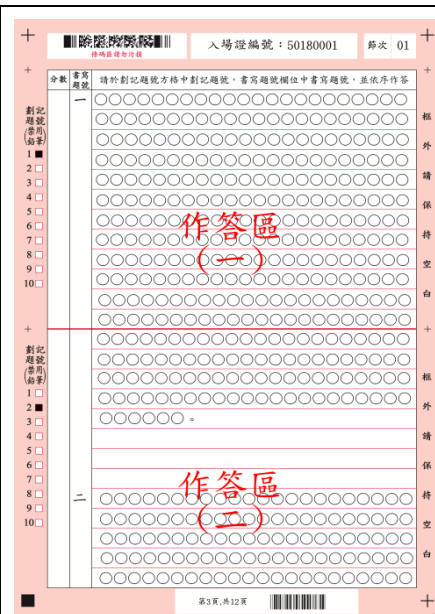 條碼區請勿污損
入場證編號：50180001
節次 01
分數
書寫題號
請於劃記題號方格中劃記題號，書寫題號欄位中書寫題號，並依序作答
一
劃記題號
(禁用鉛筆)
1■
2□
3□
4□
5□
6□
7□
8□
9□
10□
○○○○○○○○○○○○○○○○○○
○○○○○○○○○○○○○○○○○○
○○○○○○○○○○○○○○○○○○
○○○○○○○○○○○○○○○○○○
○○○○○○○○○○○○○○○○○○
○○○○○○○○○○○○○○○○○○
○○○○○○○○○○○○○○○○○○
○○○○○○○○○○○○○○○○○○
○○○○○○○○○○○○○○○○○○
○○○○○○○○○○○○○○○○○○
○○○○○○○○○○○○○○○○○○
○○○○○○○○○○○○○○○○○○
作答區
(一)
框外請保持空白
劃記題號
(禁用鉛筆)
1□
2■
3□
4□
5□
6□
7□
8□
9□
10□
○○○○○○○○○○○○○○○○○○
○○○○○○○○○○○○○○○○○○
○○○○○○○○○○○○○○○○○○
○○○○○○○○○○○○○○○○○○
○○○○○○。
作答區
(二)
二
○○○○○○○○○○○○○○○○○○
○○○○○○○○○○○○○○○○○○
○○○○○○○○○○○○○○○○○○
○○○○○○○○○○○○○○○○○○
○○○○○○○○○○○○○○○○○○
框外請保持空白
第3頁,共12頁